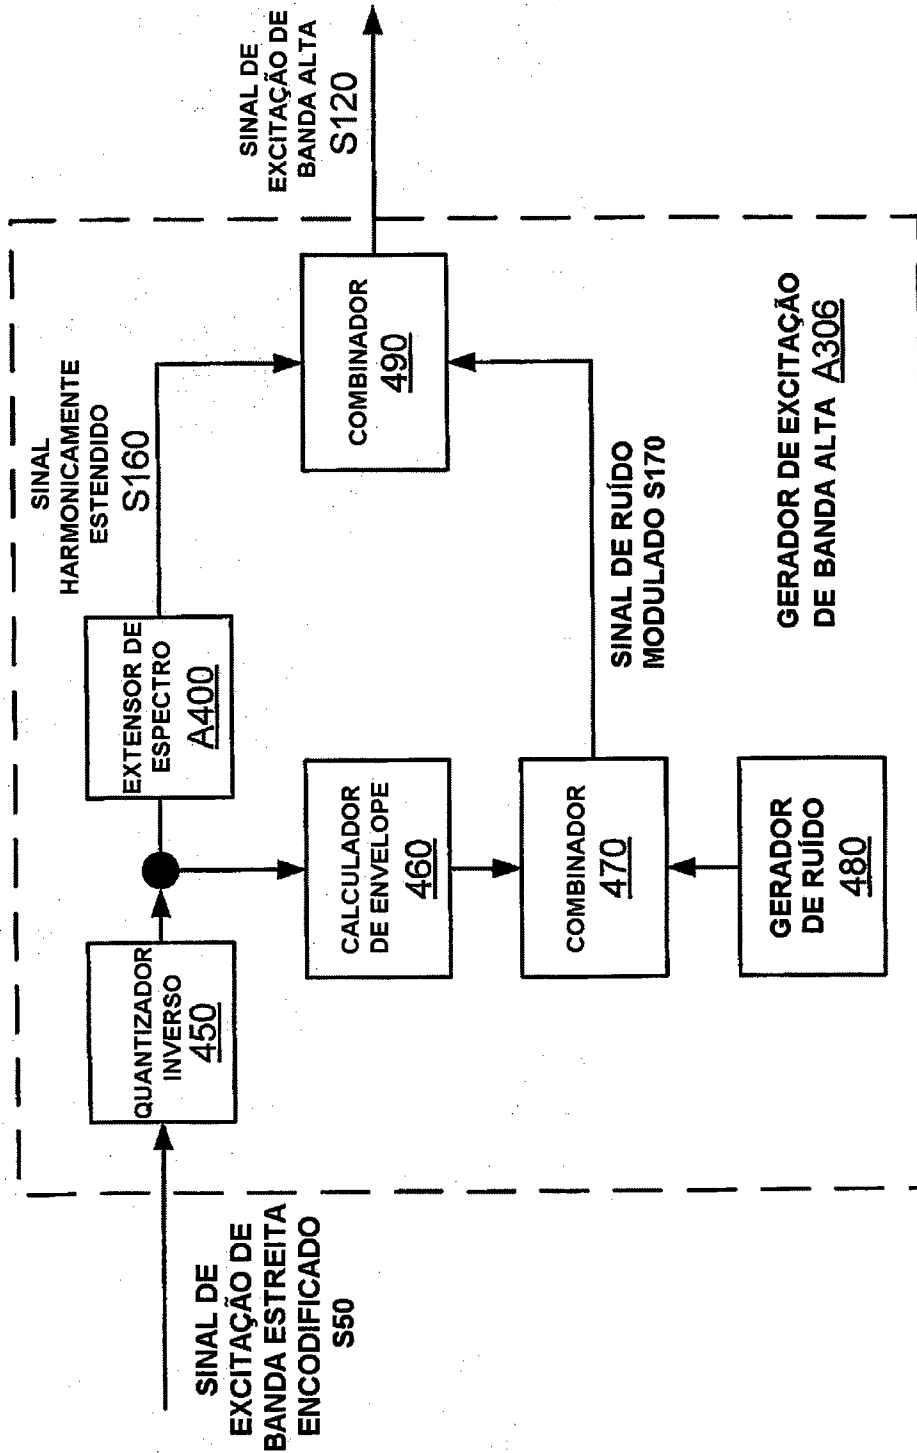 SINAL DE
EXCITAÇÃO DE
BANDA ESTREITA
ENCODIFICADO
S50
QUANTIZADOR
INVERSO
450
EXTENSOR DE
ESPECTRO
A400
SINAL
HARMONICAMENTE
ESTENDIDO
S160
CALCULADOR
DE ENVELOPE
460
COMBINADOR
470
GERADOR
DE RUÍDO
480
SINAL DE RUÍDO
MODULADO S170
COMBINADOR
490
SINAL DE
EXCITAÇÃO DE
BANDA ALTA
S120
GERADOR DE EXCITAÇÃO
DE BANDA ALTA A306